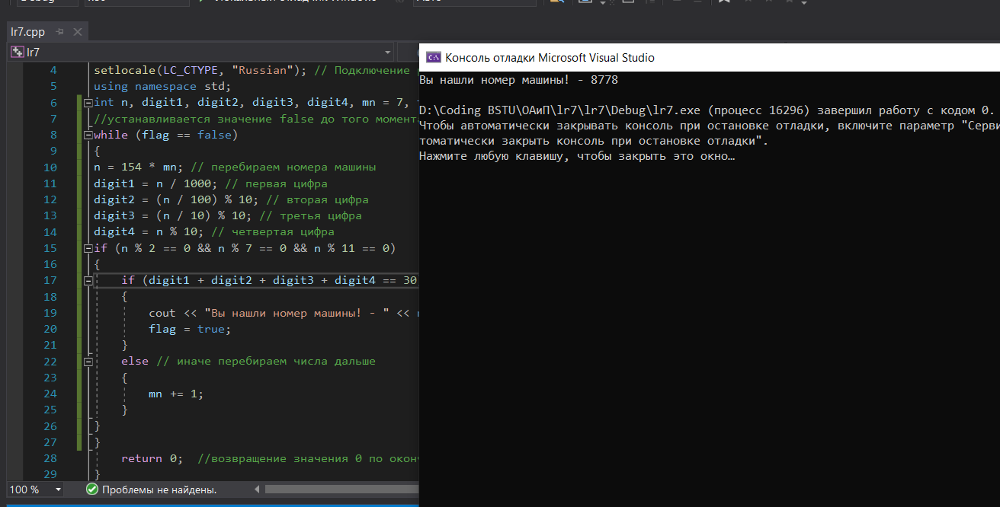 lr7.cpp
lr7
4 setlocale(LC_CTYPE, "Russian"); // Подключение
5 using namespace std;
6 int n, digit1, digit2, digit3, digit4, mn = 7,
7 //устанавливается значение false до того момент
8 while (flag == false)
9 {
10 n = 154 * mn; // перебираем номера машины
11 digit1 = n / 1000; // первая цифра
12 digit2 = (n / 100) % 10; // вторая цифра
13 digit3 = (n / 10) % 10; // третья цифра
14 digit4 = n % 10; // четвертая цифра
15 if (n % 2 == 0 && n % 7 == 0 && n % 11 == 0)
16 {
17 if (digit1 + digit2 + digit3 + digit4 == 30
18 {
19 cout << "Вы нашли номер машины! - " <<
20 flag = true;
21 }
22 else // иначе перебираем числа дальше
23 {
24 mn += 1;
25 }
26 }
27 }
28 return 0; //возвращение значения 0 по оконч
29 }
100 %
Проблемы не найдены.
Консоль отладки Microsoft Visual Studio
Вы нашли номер машины! - 8778
D:\Coding BSTU\ОАиП\lr7\lr7\Debug\lr7.exe (процесс 16296) завершил работу с кодом 0.
Чтобы автоматически закрывать консоль при остановке отладки, включите параметр "Серви
томатически закрыть консоль при остановке отладки".
Нажмите любую клавишу, чтобы закрыть это окно…